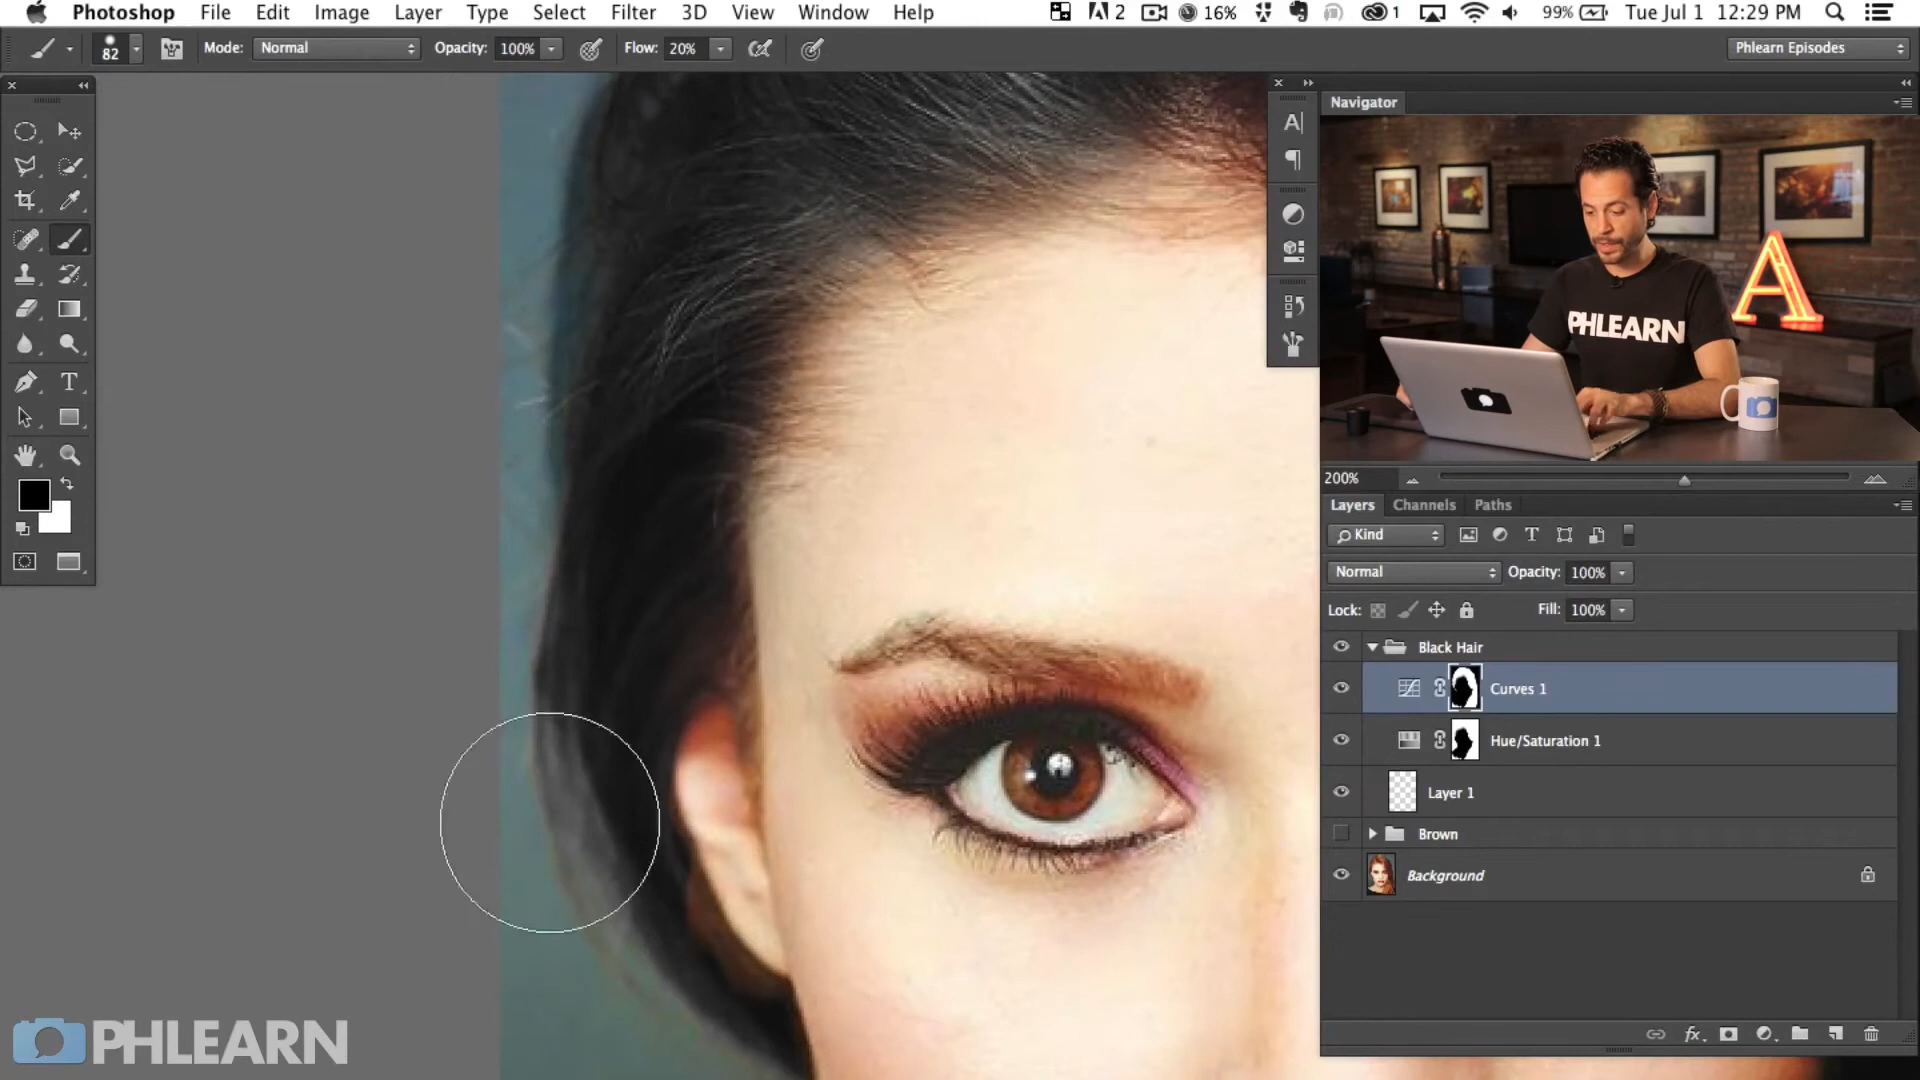 Photoshop File Edit Image Layer Type Select Filter 3D View Window Help 2 16% 1 99% Tue Jul 1 12:29 PM
82 Mode: Normal Opacity: 100% Flow: 20% Phlearn Episodes
Navigator
A
PHLEARN
200%
Layers Channels Paths
Kind
Normal Opacity: 100%
Lock: Fill: 100%
Black Hair
Curves 1
Hue/Saturation 1
Layer 1
Brown
Background
fx
PHLEARN